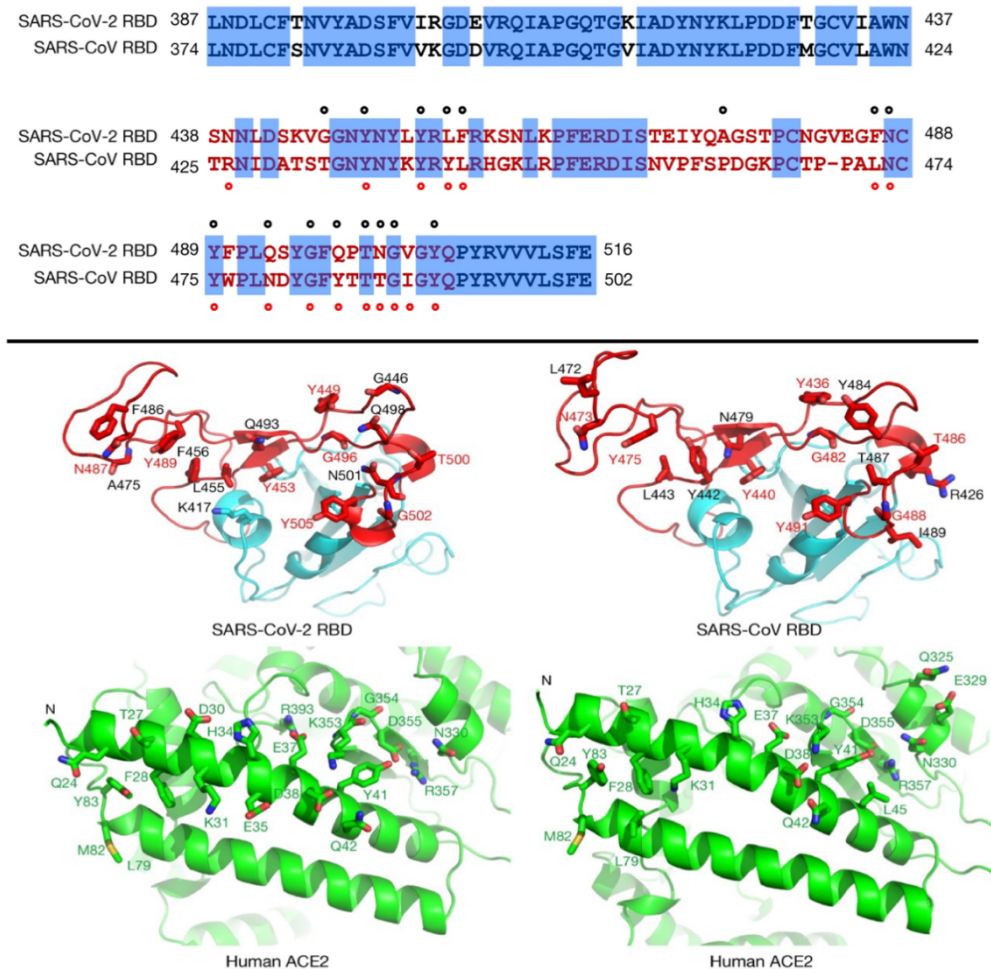 SARS-CoV-2 RBD 387 LNDLCFTNVYADSFVIRGDEVRQIAPGQTGKIADYNYKLPDDFTGCVIAWN 437
SARS-CoV RBD 374 LNDLCFSNVYADSFVVKGDDVRQIAPGQTGVIADYNYKLPDDFMGCVLAWN 424
SARS-CoV-2 RBD 438 SNNLDSKVGGNYNYLYRLFRKSNLKPFERDISTEIYQAGSTPCNGVEGFNC 488
SARS-CoV RBD 425 TRNIDATSTGNYNYKYRYLRHGKLRPFERDISNVPFSPDGKPCTP-PALNC 474
SARS-CoV-2 RBD 489 YFPLQSYGFQPTNGVGYQPYRVVVLSFE 516
SARS-CoV RBD 475 YWPLNDYGFYTTTGIGYQPYRVVVLSFE 502
F486
N487
A475
Y489
F456
L455
K417
Q493
Y453
Y449
G446
Q498
G496
N501
T500
Y505
G502
SARS-CoV-2 RBD
L472
N473
Y475
L443
Y442
N479
Y440
Y436
Y484
G482
T486
T487
R426
Y491
G488
I489
SARS-CoV RBD
N
Q24
T27
D30
H34
R393
K353
G354
D355
E37
N330
Y83
F28
D38
Y41
R357
K31
E35
Q42
M82
L79
Human ACE2
N
Q24
T27
H34
E37
K353
G354
D355
Q325
E329
Y83
F28
K31
D38
Y41
N330
R357
L45
Q42
M82
L79
Human ACE2